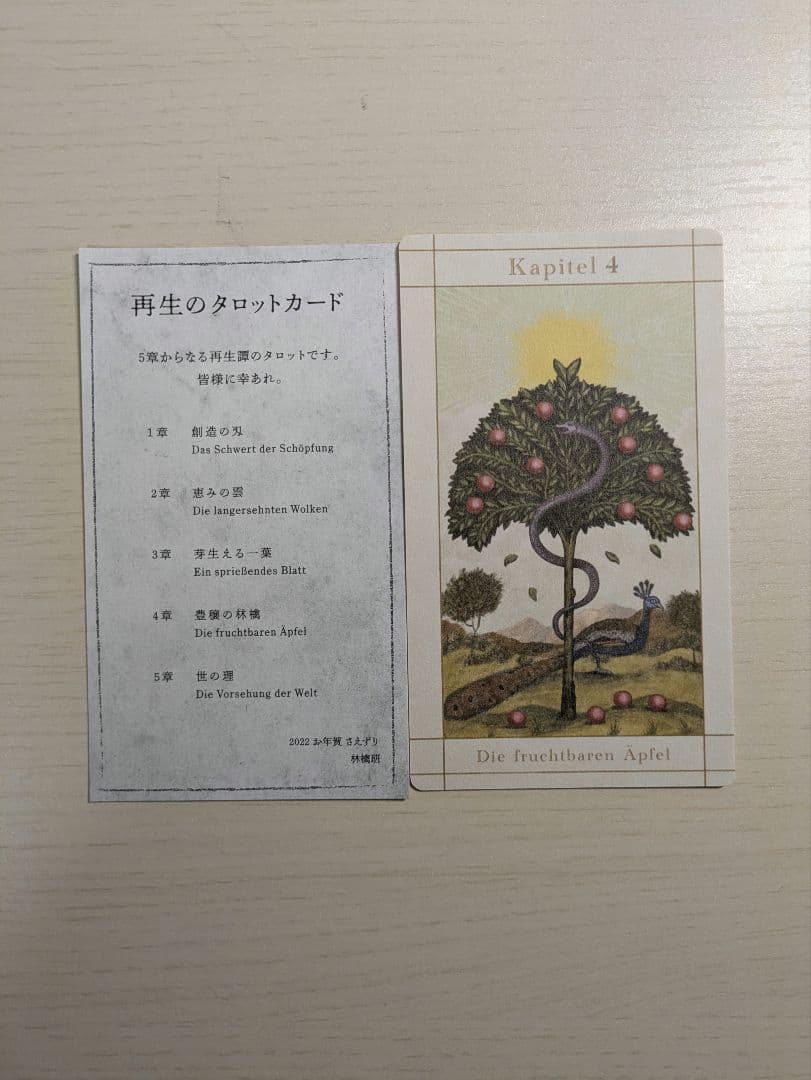 再生のタロットカード
5章からなる再生譚のタロットです。
皆様に幸あれ。
1章 創造の刃
Das Schwert der Schöpfung
2章 恵みの雲
Die langersehnten Wolken
3章 芽生える一葉
Ein sprießendes Blatt
4章 豊穣の林檎
Die fruchtbaren Äpfel
5章 世の理
Die Vorsehung der Welt
2022 お年賀 さえずり
林檎班
Kapitel 4
Die fruchtbaren Äpfel